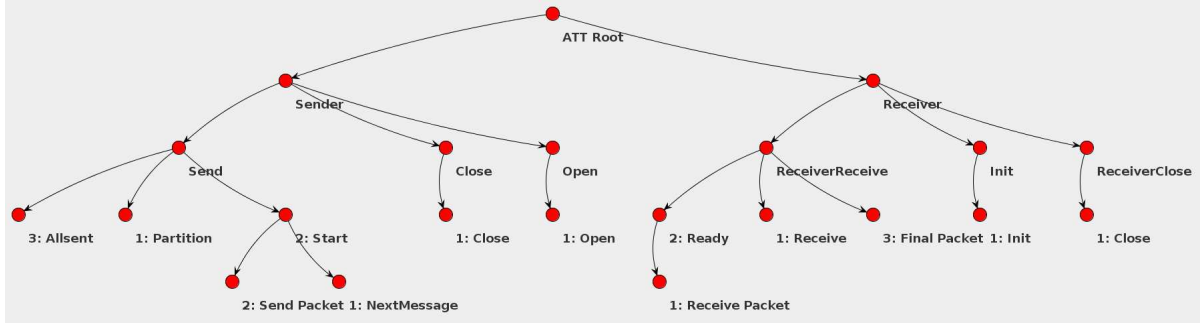 ATT Root
Sender
Receiver
Send
Close
Open
ReceiverReceive
Init
ReceiverClose
3: Allsent
1: Partition
2: Start
1: Close
1: Open
2: Ready
1: Receive
3: Final Packet
1: Init
1: Close
2: Send Packet
1: NextMessage
1: Receive Packet